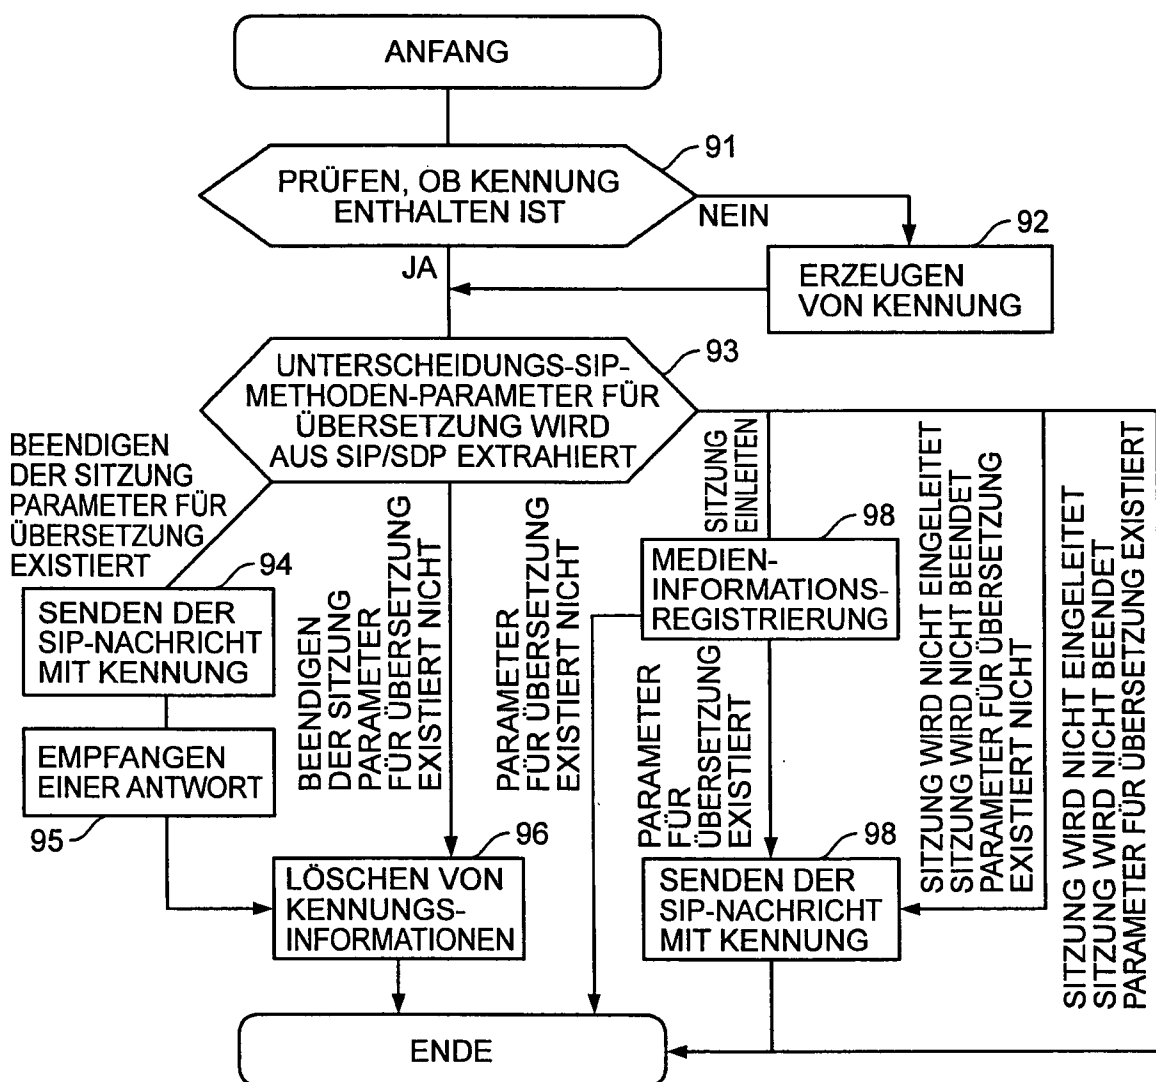 ANFANG
91
PRÜFEN, OB KENNUNG
ENTHALTEN IST
NEIN
JA
92
ERZEUGEN
VON KENNUNG
93
UNTERSCHEIDUNGS-SIP-
METHODEN-PARAMETER FÜR
ÜBERSETZUNG WIRD
AUS SIP/SDP EXTRAHIERT
BEENDIGEN
DER SITZUNG
PARAMETER FÜR
ÜBERSETZUNG
EXISTIERT
94
SENDEN DER
SIP-NACHRICHT
MIT KENNUNG
EMPFANGEN
EINER ANTWORT
95
BEENDIGEN
DER SITZUNG
PARAMETER
FÜR ÜBERSETZUNG
EXISTIERT NICHT
96
LÖSCHEN VON
KENNUNGS-
INFORMATIONEN
PARAMETER
FÜR ÜBERSETZUNG
EXISTIERT NICHT
SITZUNG
EINLEITEN
98
MEDIEN-
INFORMATIONS-
REGISTRIERUNG
PARAMETER
FÜR
ÜBERSETZUNG
EXISTIERT
98
SENDEN DER
SIP-NACHRICHT
MIT KENNUNG
SITZUNG WIRD NICHT EINGELEITET
SITZUNG WIRD NICHT BEENDET
PARAMETER FÜR ÜBERSETZUNG
EXISTIERT NICHT
SITZUNG WIRD NICHT EINGELEITET
SITZUNG WIRD NICHT BEENDET
PARAMETER FÜR ÜBERSETZUNG EXISTIERT
ENDE